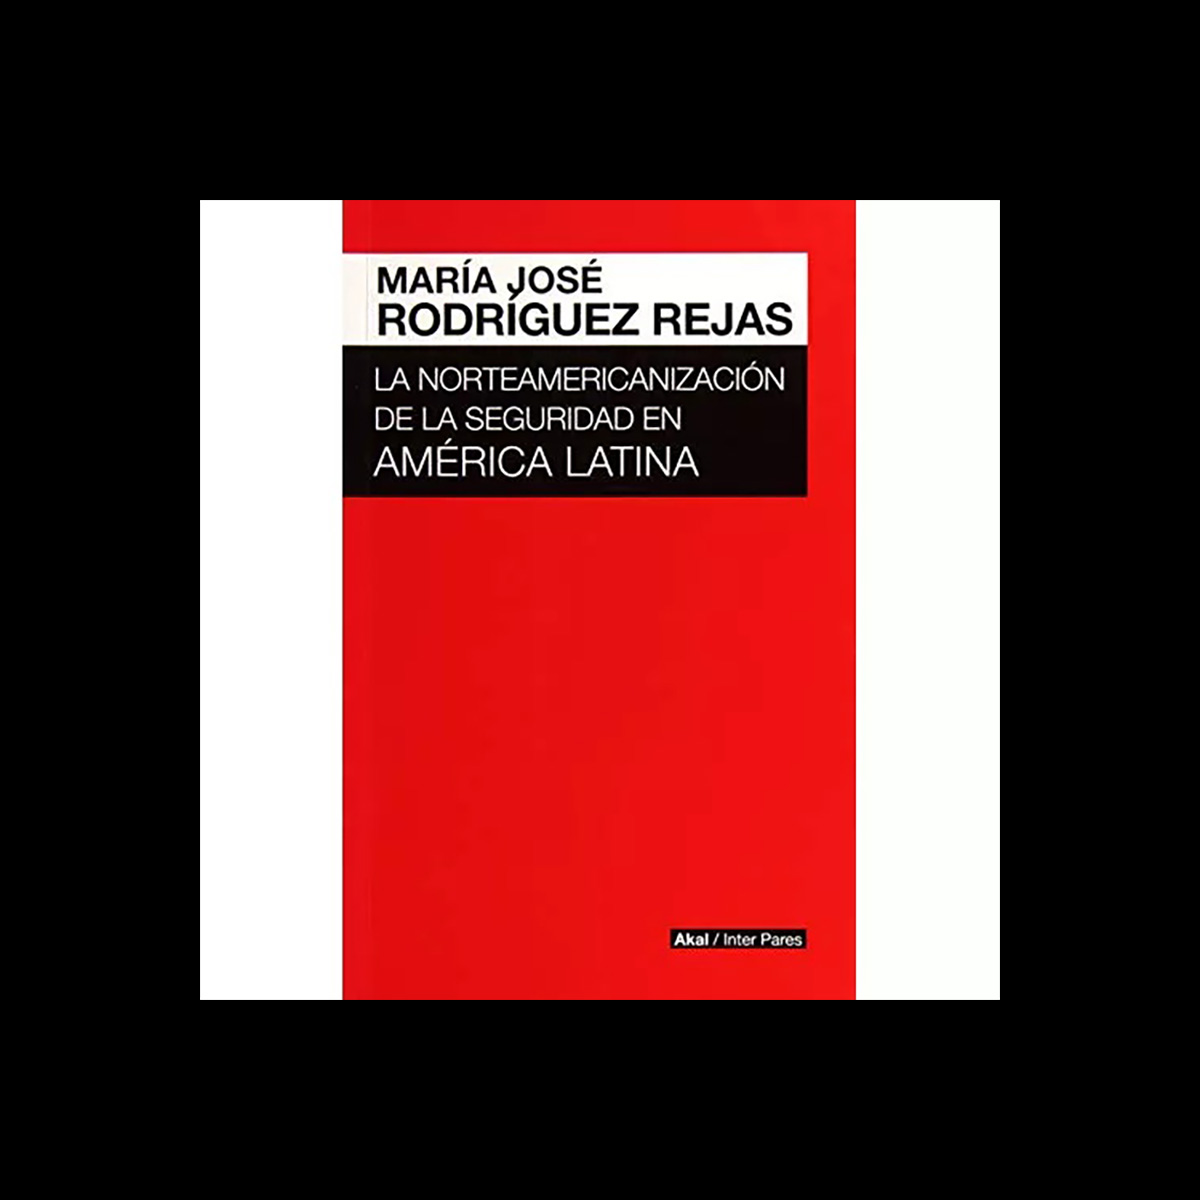 MARÍA JOSÉ
RODRÍGUEZ REJAS
LA NORTEAMERICANIZACIÓN
DE LA SEGURIDAD EN
AMÉRICA LATINA
Akal / Inter Pares